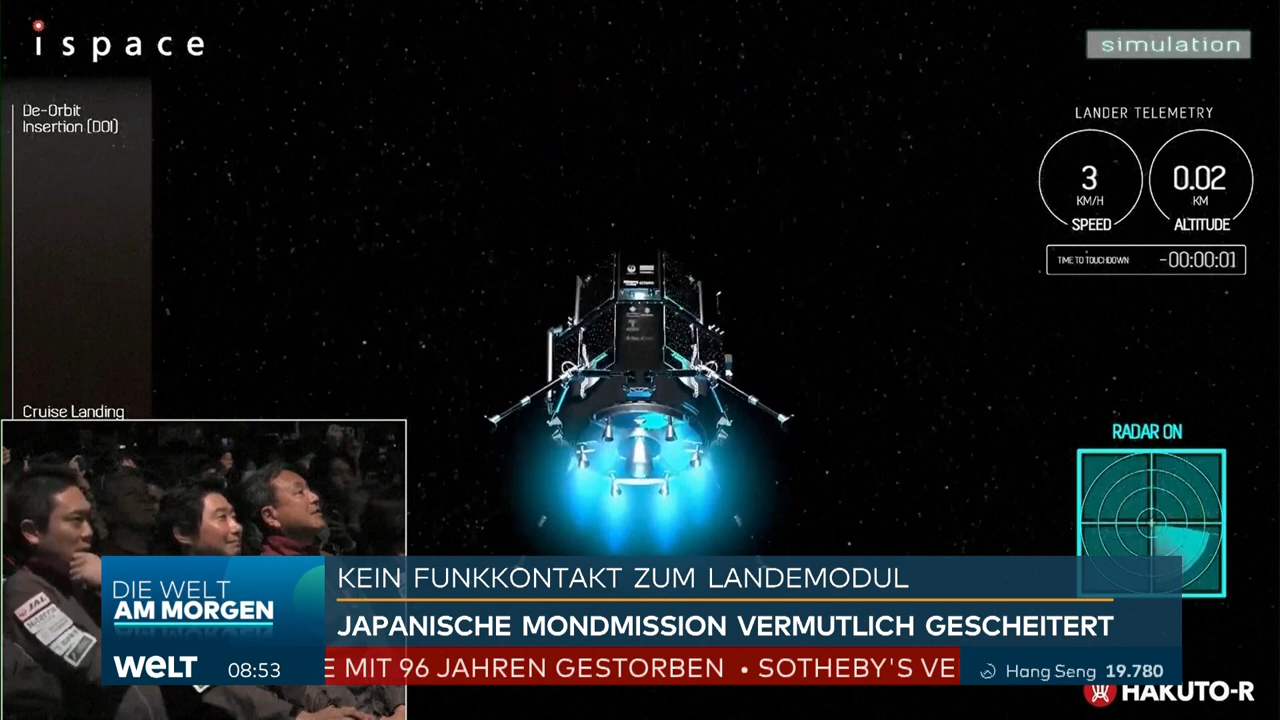 ispace
simulation
De-Orbit
Insertion (DOI)
LANDER TELEMETRY
3
KM/H
SPEED
0.02
KM
ALTITUDE
TIME TO TOUCHDOWN -00:00:01
Cruise Landing
RADAR ON
JAL
DIE WELT
AM MORGEN
KEIN FUNKKONTAKT ZUM LANDEMODUL
JAPANISCHE MONDMISSION VERMUTLICH GESCHEITERT
welt 08:53
E MIT 96 JAHREN GESTORBEN • SOTHEBY'S VE
Hang Seng 19.780
HAKUTO-R